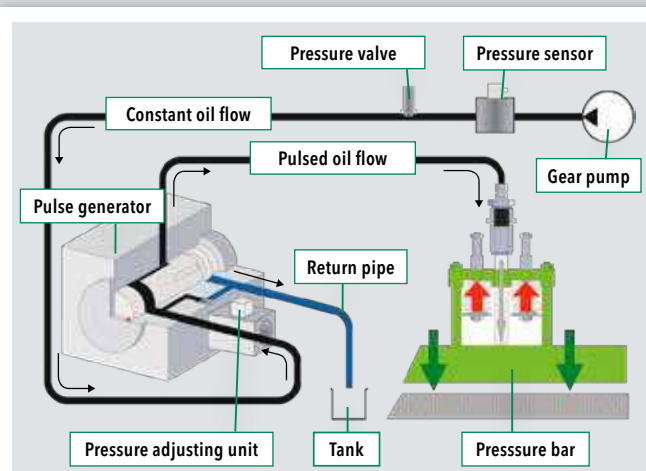 Pressure valve
Pressure sensor
Constant oil flow
Pulsed oil flow
Gear pump
Pulse generator
Return pipe
Pressure adjusting unit
Tank
Presssure bar